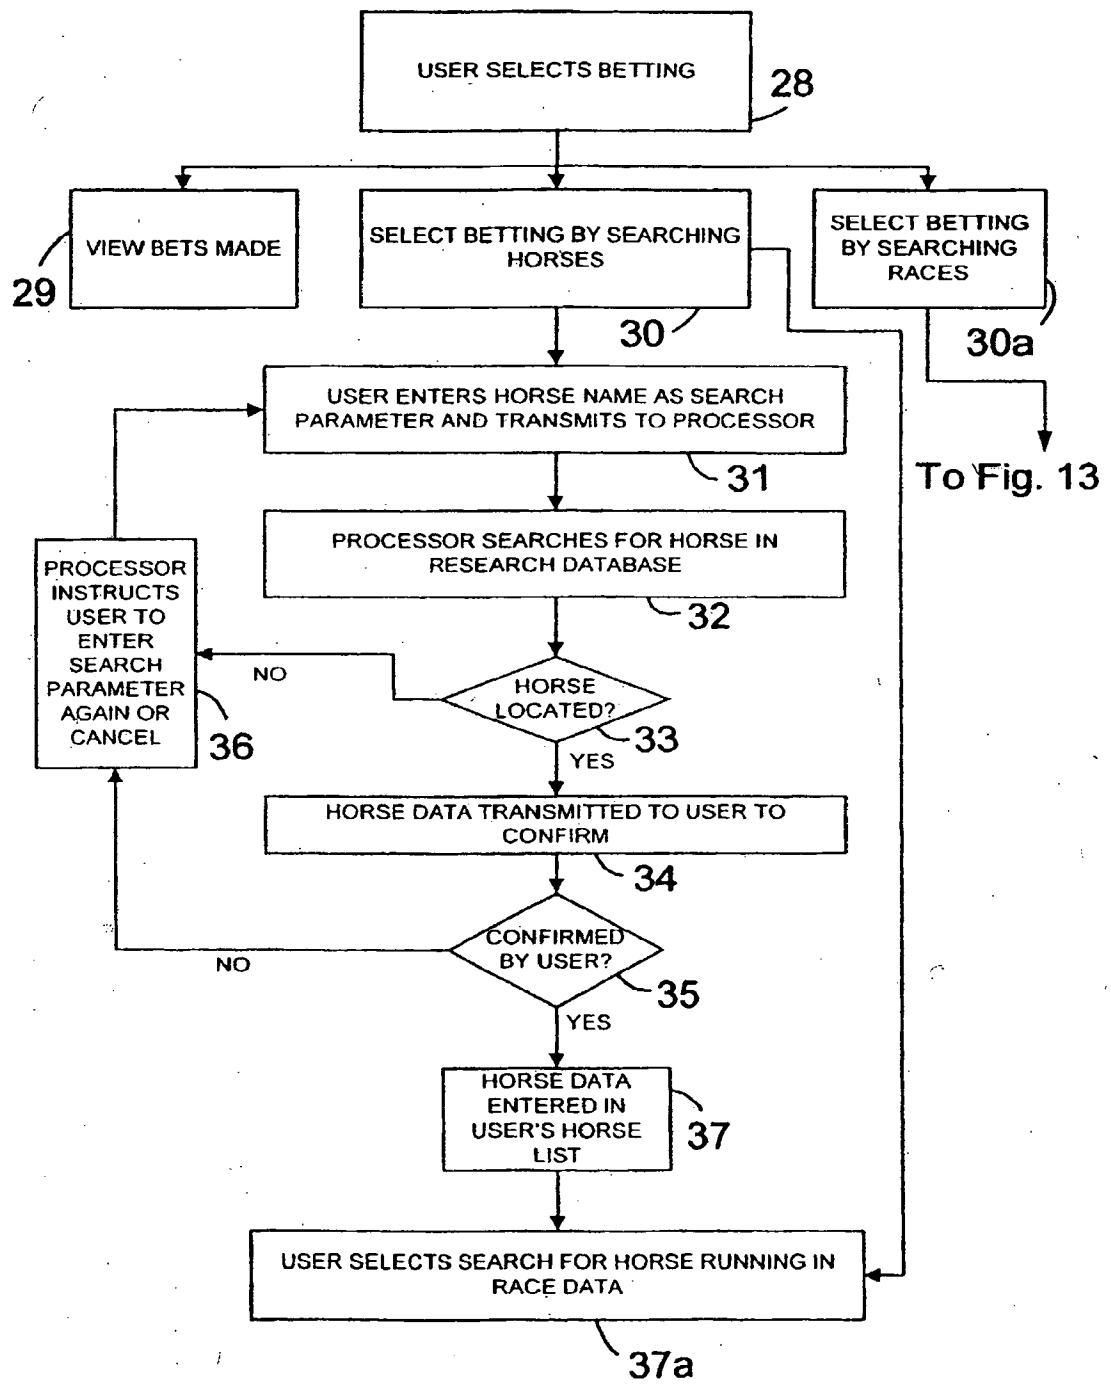 USER SELECTS BETTING
28
VIEW BETS MADE
29
SELECT BETTING BY SEARCHING
HORSES
30
SELECT BETTING
BY SEARCHING
RACES
30a
To Fig. 13
USER ENTERS HORSE NAME AS SEARCH
PARAMETER AND TRANSMITS TO PROCESSOR
31
PROCESSOR SEARCHES FOR HORSE IN
RESEARCH DATABASE
32
PROCESSOR
INSTRUCTS
USER TO
ENTER
SEARCH
PARAMETER
AGAIN OR
CANCEL
36
NO
HORSE
LOCATED?
33
YES
HORSE DATA TRANSMITTED TO USER TO
CONFIRM
34
CONFIRMED
BY USER?
35
NO
YES
HORSE DATA
ENTERED IN
USER'S HORSE
LIST
37
USER SELECTS SEARCH FOR HORSE RUNNING IN
RACE DATA
37a